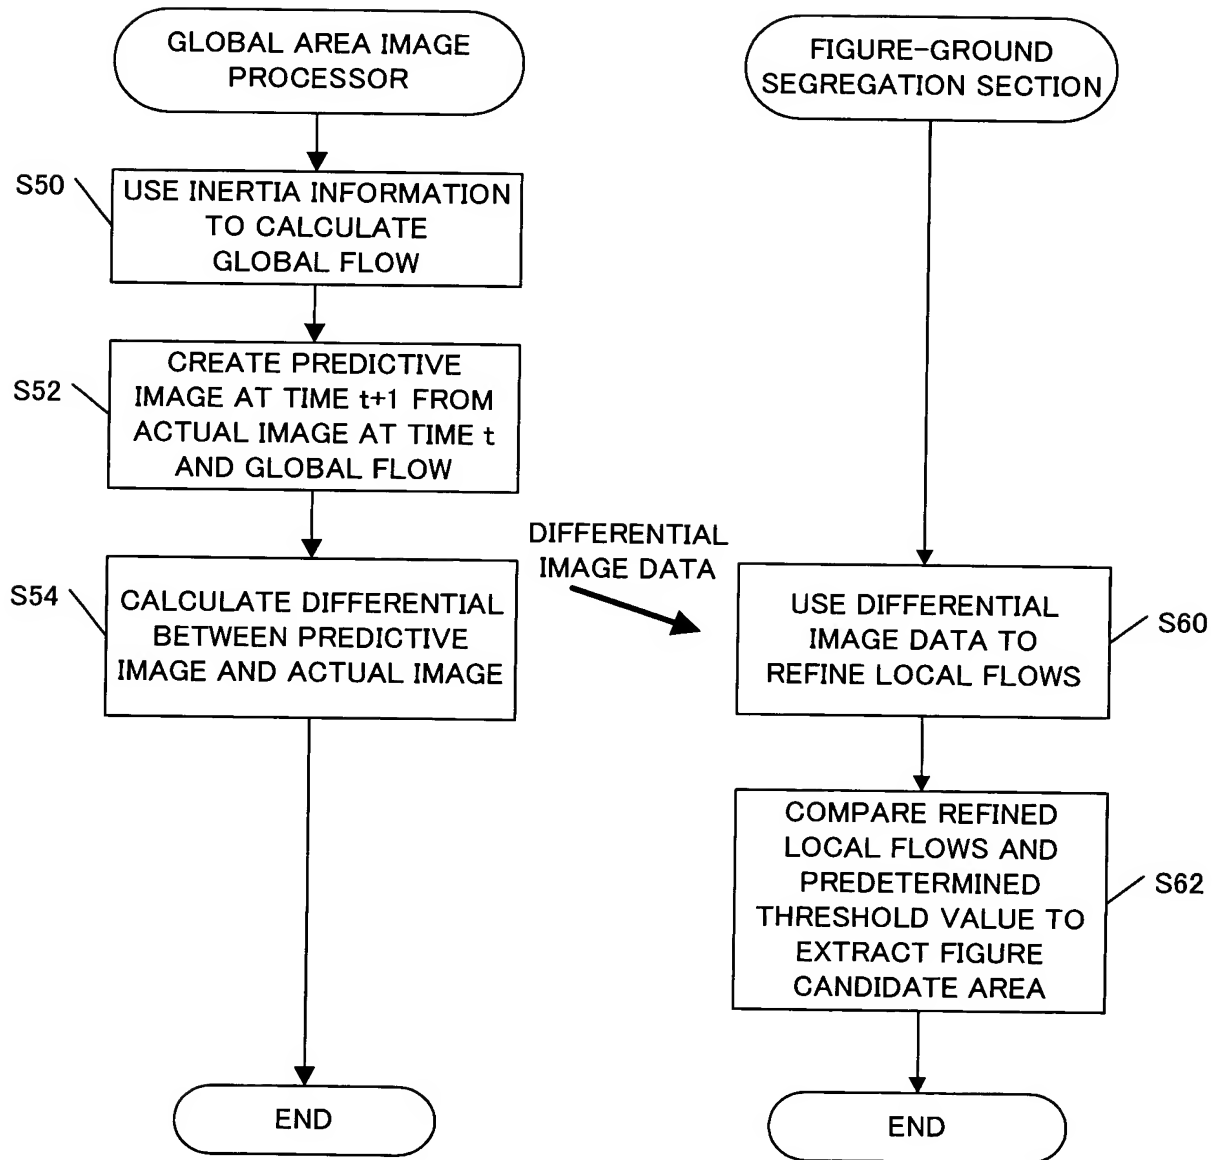 GLOBAL AREA IMAGE
PROCESSOR
S50
USE INERTIA INFORMATION
TO CALCULATE
GLOBAL FLOW
S52
CREATE PREDICTIVE
IMAGE AT TIME t+1 FROM
ACTUAL IMAGE AT TIME t
AND GLOBAL FLOW
S54
CALCULATE DIFFERENTIAL
BETWEEN PREDICTIVE
IMAGE AND ACTUAL IMAGE
END
DIFFERENTIAL
IMAGE DATA
FIGURE-GROUND
SEGREGATION SECTION
USE DIFFERENTIAL
IMAGE DATA TO
REFINE LOCAL FLOWS
S60
COMPARE REFINED
LOCAL FLOWS AND
PREDETERMINED
THRESHOLD VALUE TO
EXTRACT FIGURE
CANDIDATE AREA
S62
END